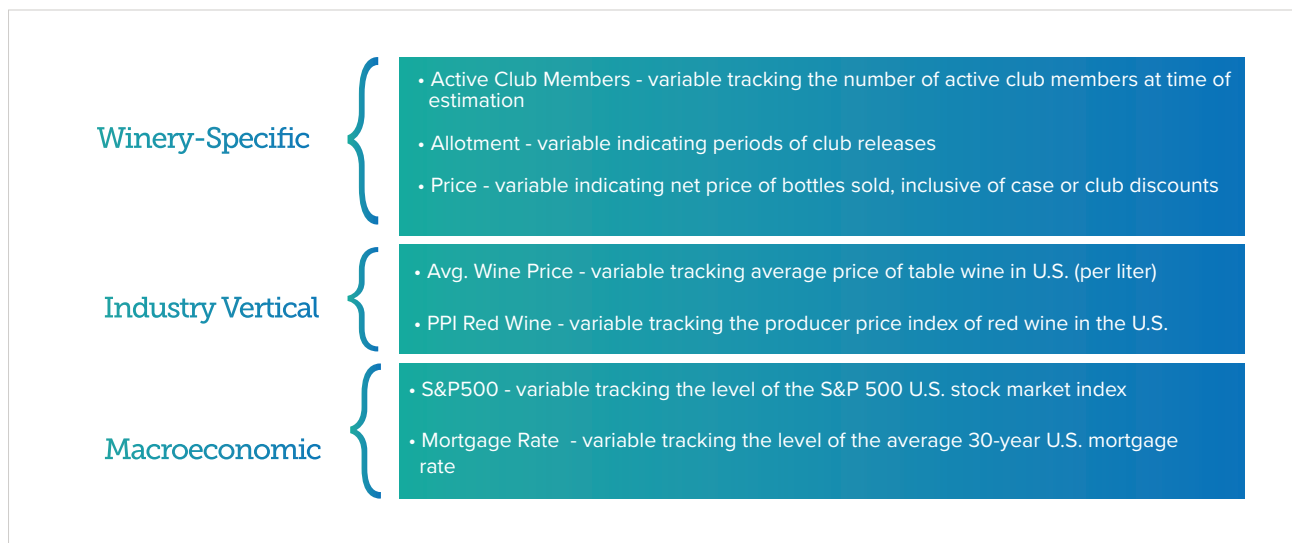 Winery-Specific
• Active Club Members - variable tracking the number of active club members at time of
estimation
• Allotment - variable indicating periods of club releases
• Price - variable indicating net price of bottles sold, inclusive of case or club discounts
Industry Vertical
• Avg. Wine Price - variable tracking average price of table wine in U.S. (per liter)
• PPI Red Wine - variable tracking the producer price index of red wine in the U.S.
Macroeconomic
• S&P500 - variable tracking the level of the S&P 500 U.S. stock market index
• Mortgage Rate - variable tracking the level of the average 30-year U.S. mortgage
rate